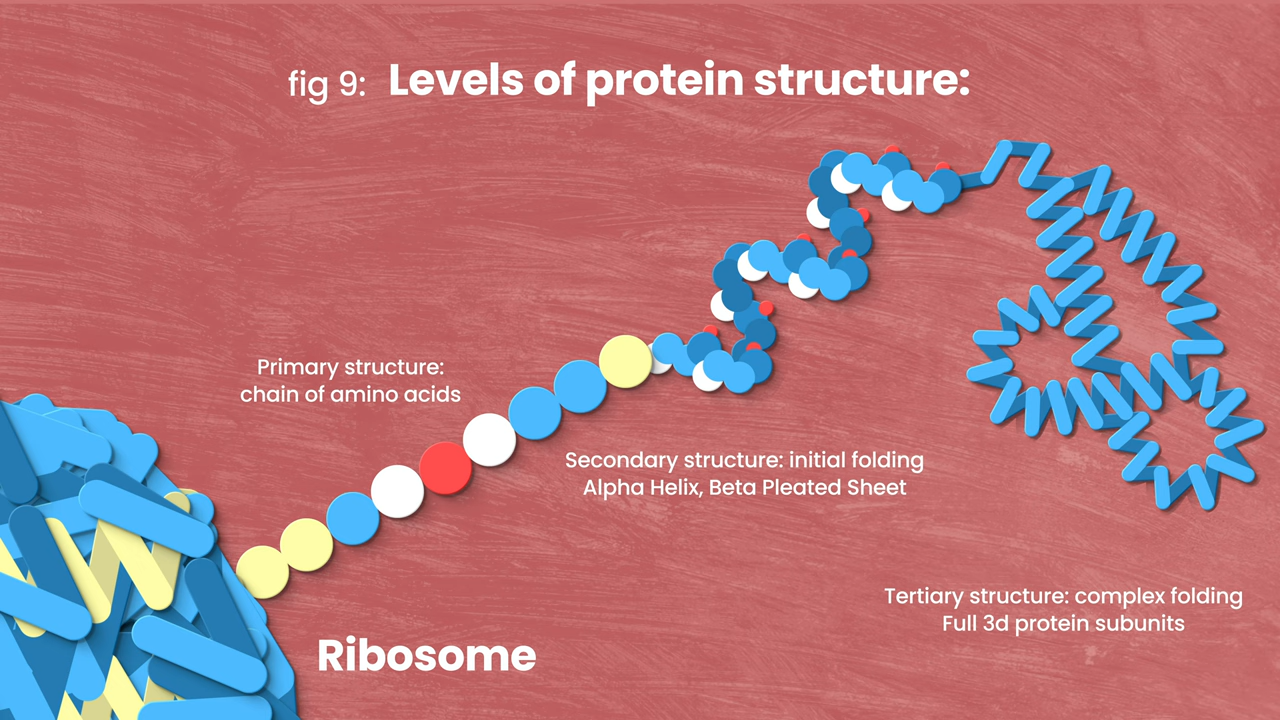 fig 9: Levels of protein structure:
Primary structure:
chain of amino acids
Secondary structure: initial folding
Alpha Helix, Beta Pleated Sheet
Tertiary structure: complex folding
Full 3d protein subunits
Ribosome